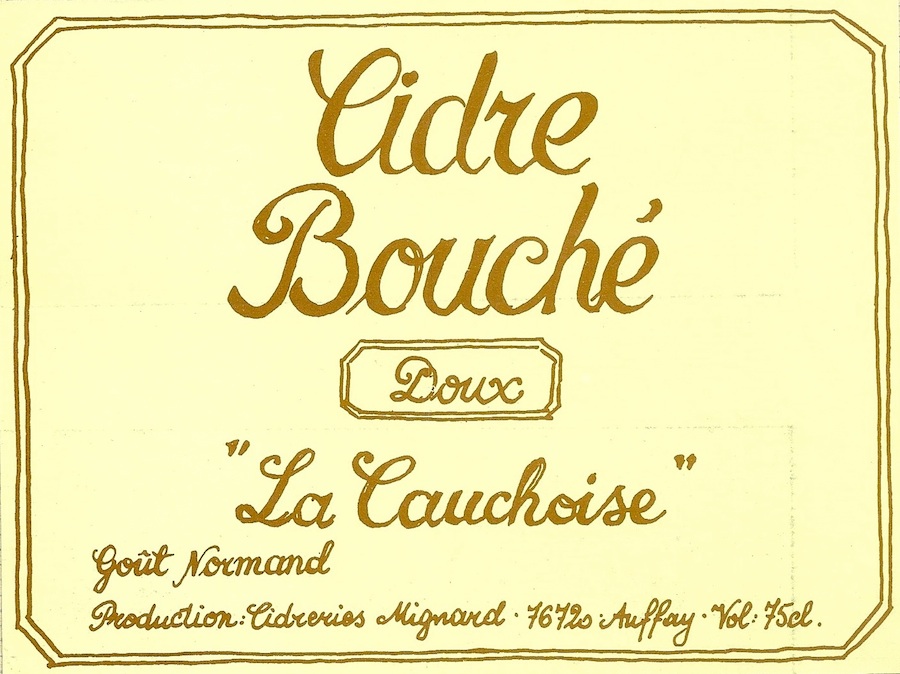 Cidre
Bouché
Doux
"La Cauchoise"
Goût Normand
Production: Cidreries Mignard · 76720 · Auffay · Vol: 75cl.